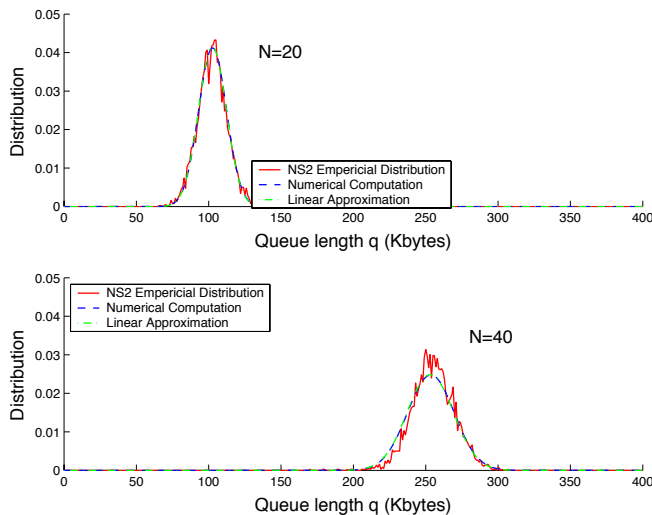 0.05
0.04
0.03
0.02
0.01
0
Distribution
N=20
NS2 Empericial Distribution
Numerical Computation
Linear Approximation
0 50 100 150 200 250 300 350 400
Queue length q (Kbytes)
0.05
0.04
0.03
0.02
0.01
0
Distribution
NS2 Empericial Distribution
Numerical Computation
Linear Approximation
N=40
0 50 100 150 200 250 300 350 400
Queue length q (Kbytes)